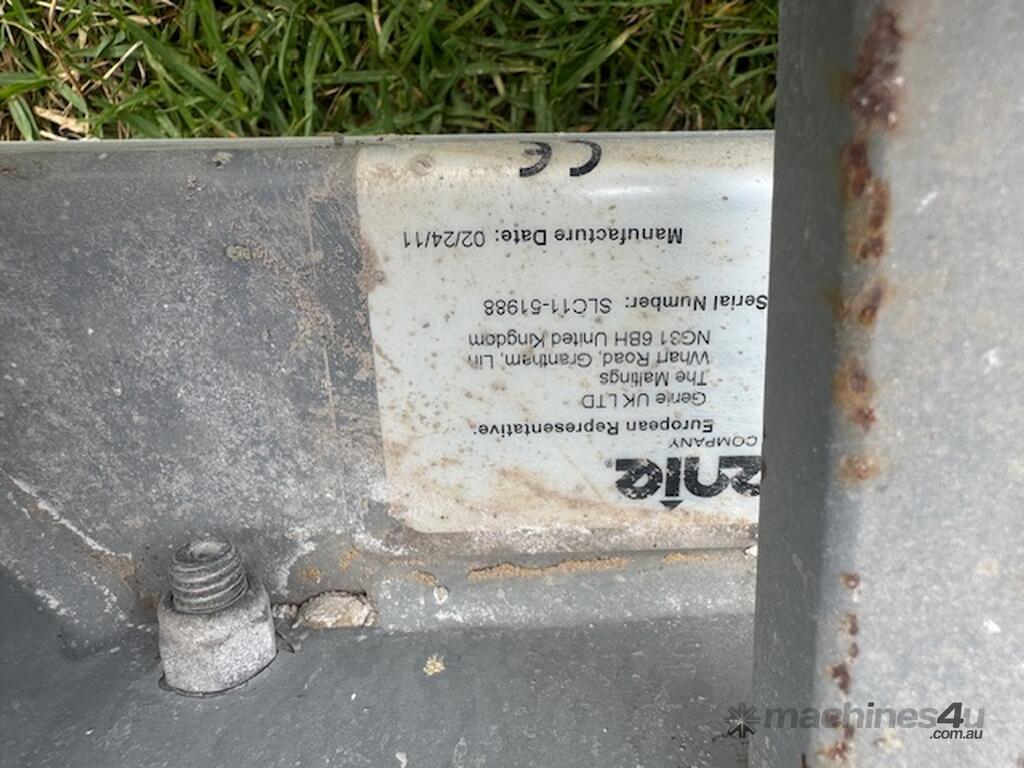 enie®
COMPANY
European Representative:
Genie UK LTD
The Maltings
Wharf Road, Grantham, Lin
NG31 6BH United Kingdom
Serial Number: SLC11-51988
Manufacture Date: 02/24/11
CE
machines4u
.com.au